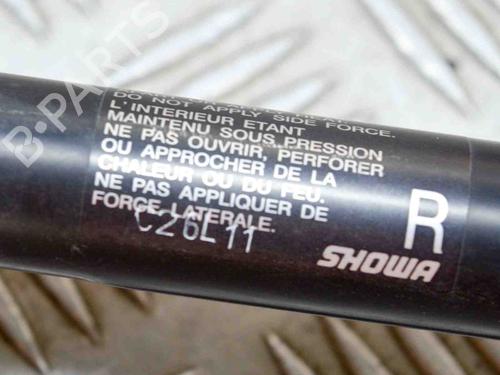 DO NOT APPLY SIDE FORCE.
L'INTERIEUR ETANT
MAINTENU SOUS PRESSION
NE PAS OUVRIR, PERFORER
OU APPROCHER DE LA
CHALEUR OU DU FEU.
NE PAS APPLIQUER DE
FORCE LATERALE.
C26L11
R
SHOWA
B-PARTS